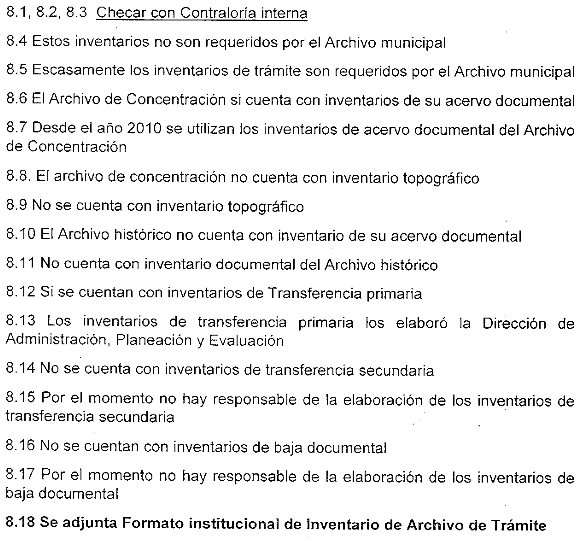 8.1, 8.2, 8.3 Checar con Contraloría interna
8.4 Estos inventarios no son requeridos por el Archivo municipal
8.5 Escasamente los inventarios de trámite son requeridos por el Archivo municipal
8.6 El Archivo de Concentración si cuenta con inventarios de su acervo documental
8.7 Desde el año 2010 se utilizan los inventarios de acervo documental del Archivo
de Concentración
8.8. El archivo de concentración no cuenta con inventario topográfico
8.9 No se cuenta con inventario topográfico
8.10 El Archivo histórico no cuenta con inventario de su acervo documental
8.11 No cuenta con inventario documental del Archivo histórico
8.12 Si se cuentan con inventarios de Transferencia primaria
8.13 Los inventarios de transferencia primaria los elaboró la Dirección de
Administración, Planeación y Evaluación
8.14 No se cuenta con inventarios de transferencia secundaria
8.15 Por el momento no hay responsable de la elaboración de los inventarios de
transferencia secundaria
8.16 No se cuentan con inventarios de baja documental
8.17 Por el momento no hay responsable de la elaboración de los inventarios de
baja documental
8.18 Se adjunta Formato institucional de Inventario de Archivo de Trámite